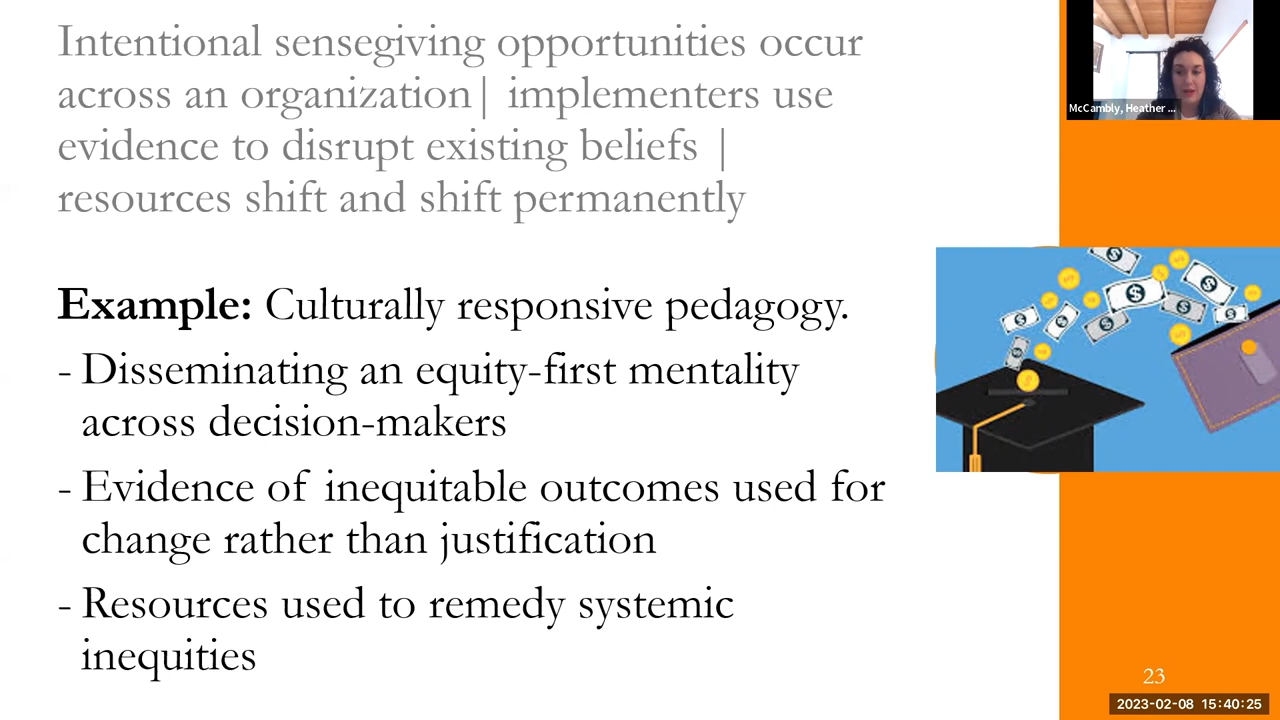 Intentional sensegiving opportunities occur
across an organization | implementers use
evidence to disrupt existing beliefs |
resources shift and shift permanently
McCambly, Heather ...
Example: Culturally responsive pedagogy.
- Disseminating an equity-first mentality
across decision-makers
- Evidence of inequitable outcomes used for
change rather than justification
- Resources used to remedy systemic
inequities
23
2023-02-08 15:40:25